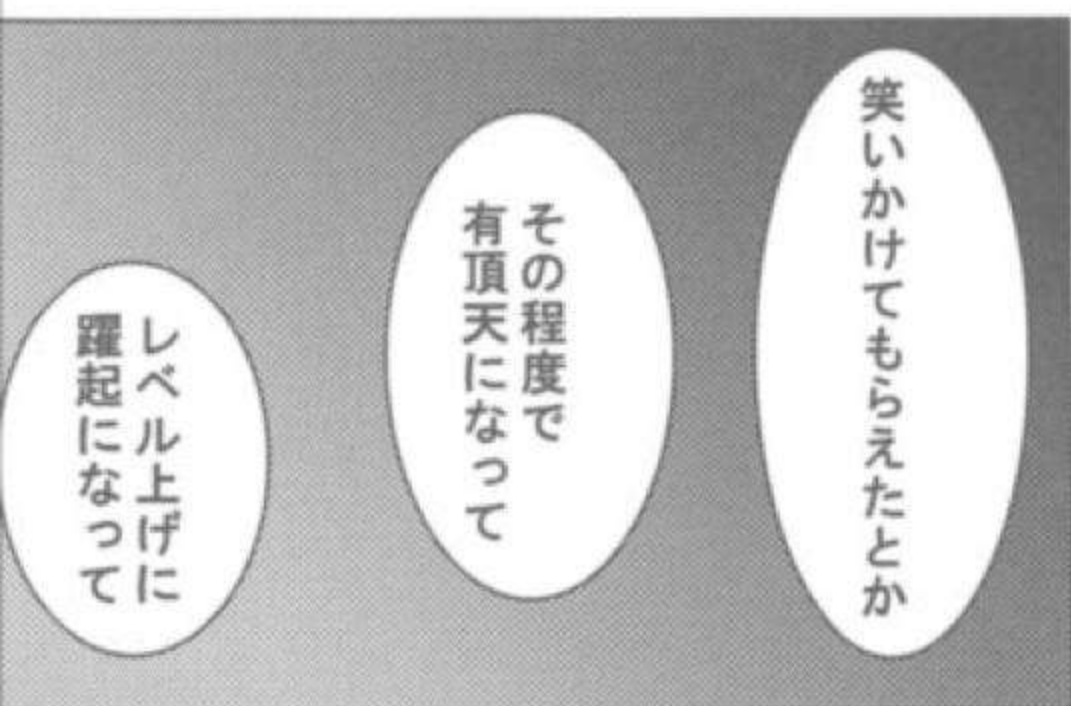 笑いかけてもらえたとか
その程度で
有頂天になって
レベル上げに
躍起になって